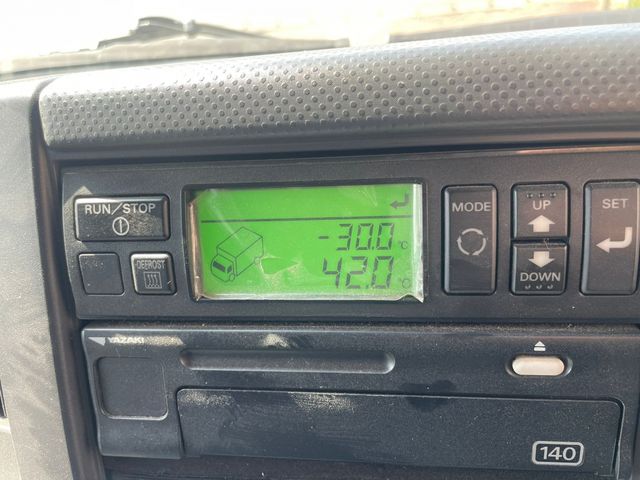 RUN/STOP
DEFROST
-30.0°C
42.0°C
MODE
UP
DOWN
SET
YAZAKI
140